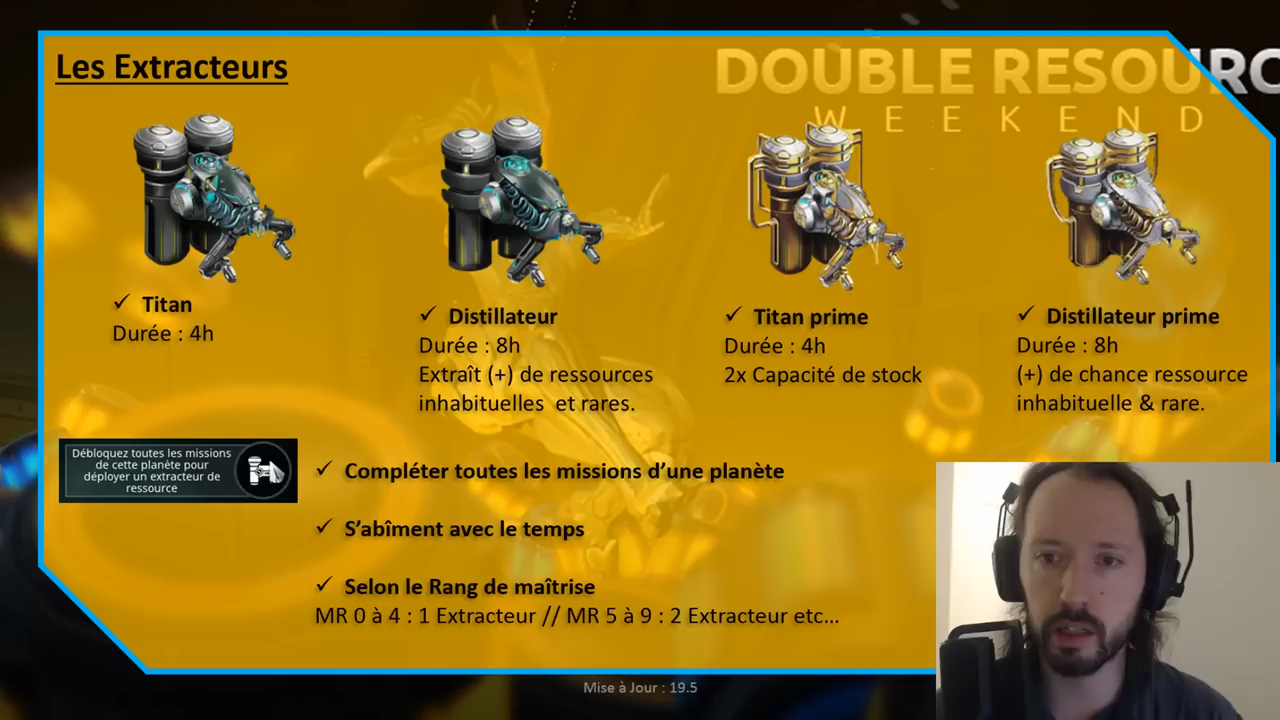 Les Extracteurs
DOUBLE RESOURC
WEEKEND
✓ Titan
Durée : 4h
✓ Distillateur
Durée : 8h
Extraît (+) de ressources
inhabituelles et rares.
✓ Titan prime
Durée : 4h
2x Capacité de stock
✓ Distillateur prime
Durée : 8h
(+) de chance ressource
inhabituelle & rare.
Débloquez toutes les missions
de cette planète pour
déployer un extracteur de
ressource
✓ Compléter toutes les missions d’une planète
✓ S’abîment avec le temps
✓ Selon le Rang de maîtrise
MR 0 à 4 : 1 Extracteur // MR 5 à 9 : 2 Extracteur etc…
Mise à Jour : 19.5